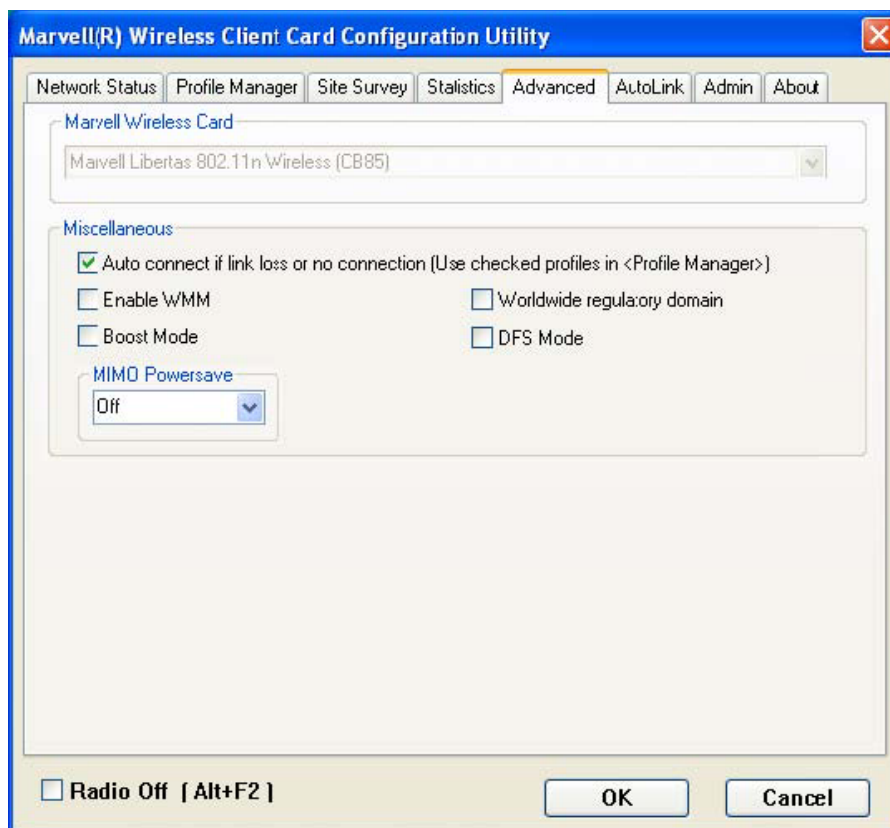 Marvell(R) Wireless Client Card Configuration Utility
Network Status Profile Manager Site Survey Statistics Advanced AutoLink Admin About
Marvell Wireless Card
Marvell Libertas 802.11n Wireless (CB85)
Miscellaneous
Auto connect if link loss or no connection (Use checked profiles in <Profile Manager>)
Enable WMM Worldwide regulatory domain
Boost Mode DFS Mode
MIMO Powersave
Off
Radio Off [ Alt+F2 ] OK Cancel